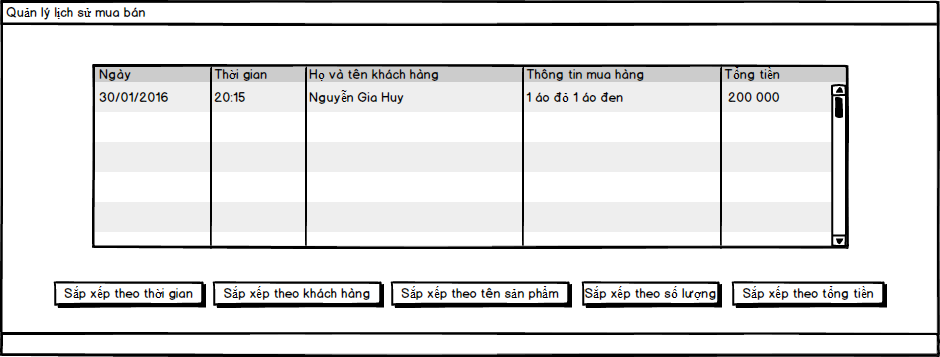 Quản lý lịch sử mua bán
Ngày Thời gian Họ và tên khách hàng Thông tin mua hàng Tổng tiền
30/01/2016 20:15 Nguyễn Gia Huy 1 áo đỏ 1 áo đen 200 000
Sắp xếp theo thời gian Sắp xếp theo khách hàng Sắp xếp theo tên sản phẩm Sắp xếp theo số lượng Sắp xếp theo tổng tiền